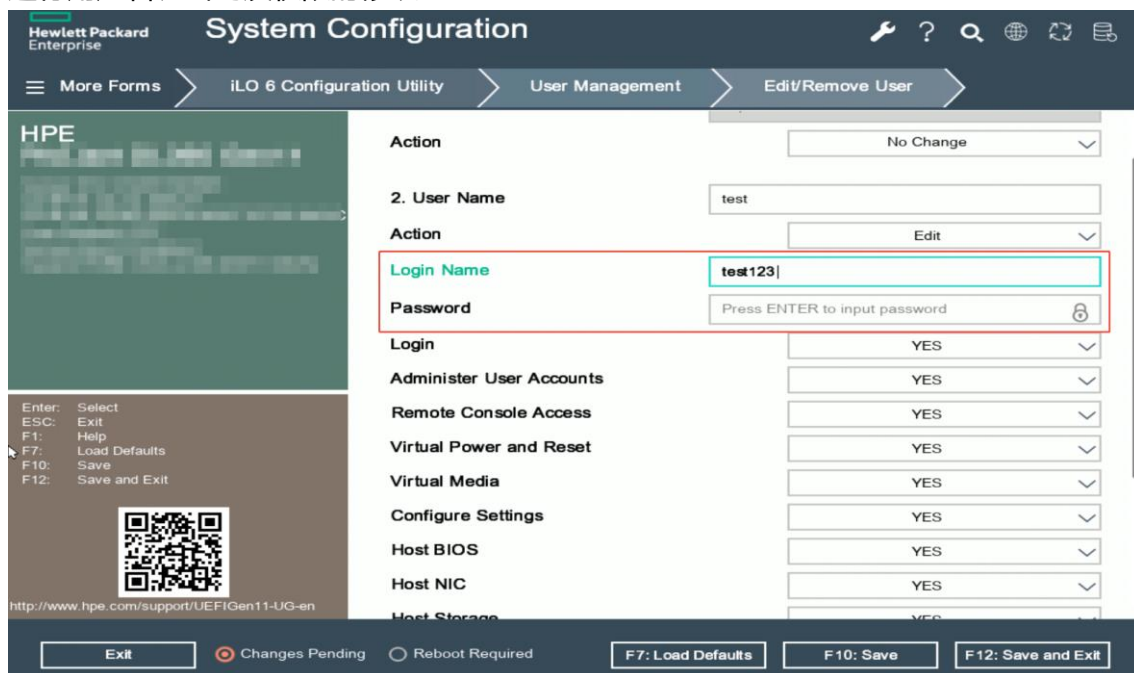 Hewlett Packard
Enterprise
System Configuration
?
More Forms
iLO 6 Configuration Utility
User Management
Edit/Remove User
HPE
Action
No Change
2. User Name
test
Action
Edit
Login Name
test123
Password
Press ENTER to input password
Login
YES
Administer User Accounts
YES
Remote Console Access
YES
Virtual Power and Reset
YES
Virtual Media
YES
Configure Settings
YES
Host BIOS
YES
Host NIC
YES
Host Storage
YES
Enter: Select
ESC: Exit
F1: Help
F7: Load Defaults
F10: Save
F12: Save and Exit
http://www.hpe.com/support/UEFIGen11-UG-en
Exit
Changes Pending
Reboot Required
F7: Load Defaults
F10: Save
F12: Save and Exit